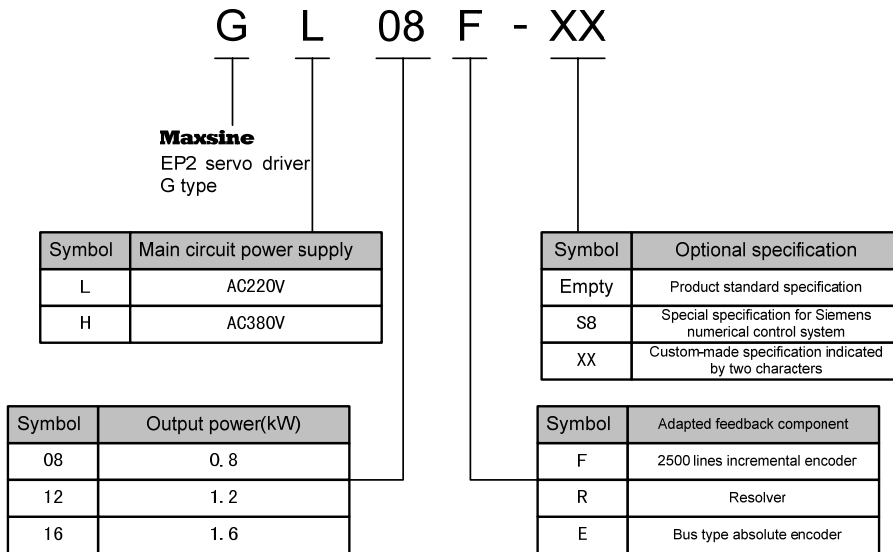 G L 08 F - XX
Maxsine
EP2 servo driver
G type
Symbol Main circuit power supply
L AC220V
H AC380V
Symbol Optional specification
Empty Product standard specification
S8 Special specification for Siemens
numerical control system
XX Custom-made specification indicated
by two characters
Symbol Output power(kW)
08 0.8
12 1.2
16 1.6
Symbol Adapted feedback component
F 2500 lines incremental encoder
R Resolver
E Bus type absolute encoder